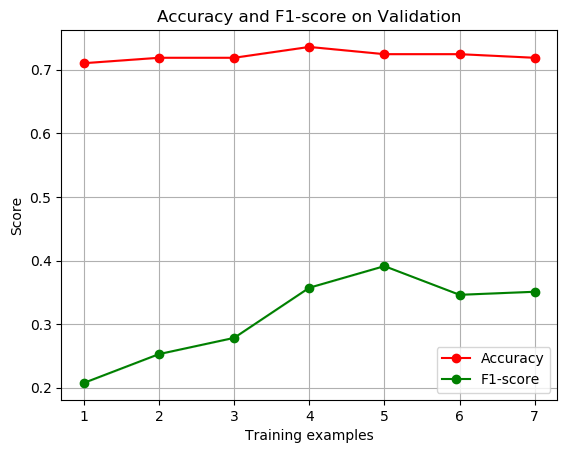 Accuracy and F1-score on Validation
Score
0.7
0.6
0.5
0.4
0.3
0.2
Accuracy
F1-score
1 2 3 4 5 6 7
Training examples